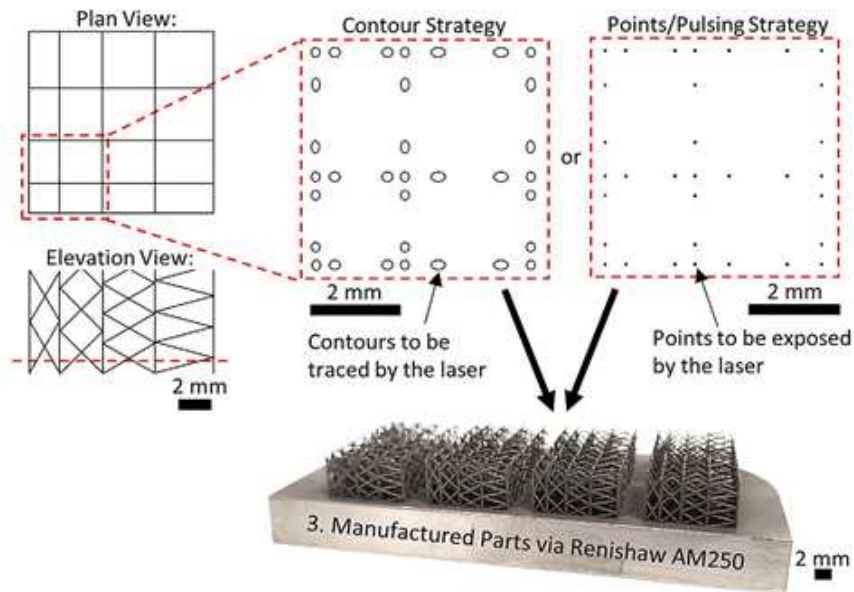 Plan View:
Contour Strategy
Points/Pulsing Strategy
or
Elevation View:
2 mm
2 mm
Contours to be
traced by the laser
Points to be exposed
by the laser
2 mm
3. Manufactured Parts via Renishaw AM250
2 mm